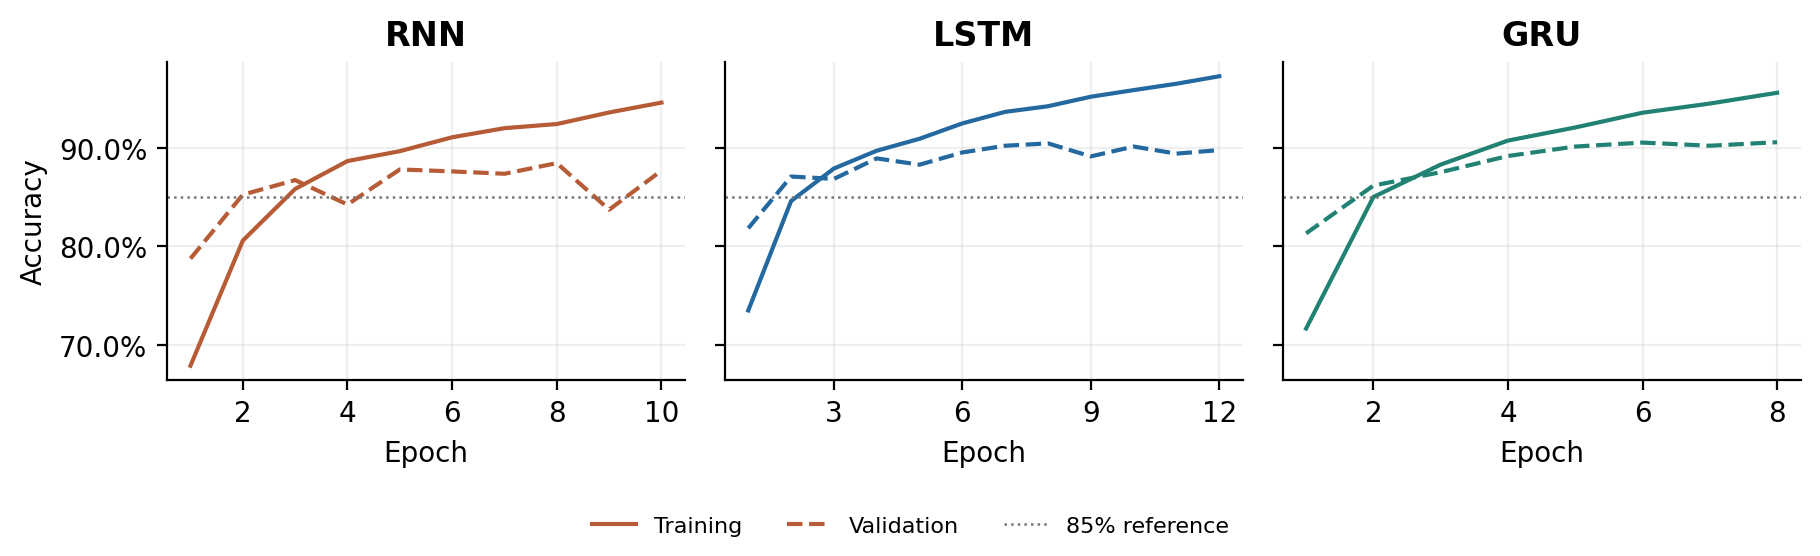 RNN
LSTM
GRU
Accuracy
90.0%
80.0%
70.0%
2 4 6 8 10
3 6 9 12
2 4 6 8
Epoch
Epoch
Epoch
Training Validation 85% reference